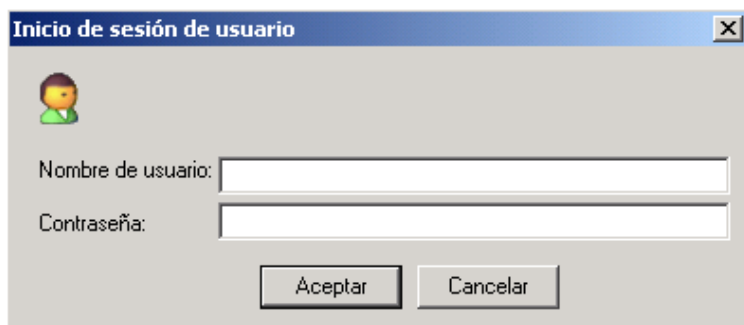 Inicio de sesión de usuario
Nombre de usuario:
Contraseña:
Aceptar Cancelar